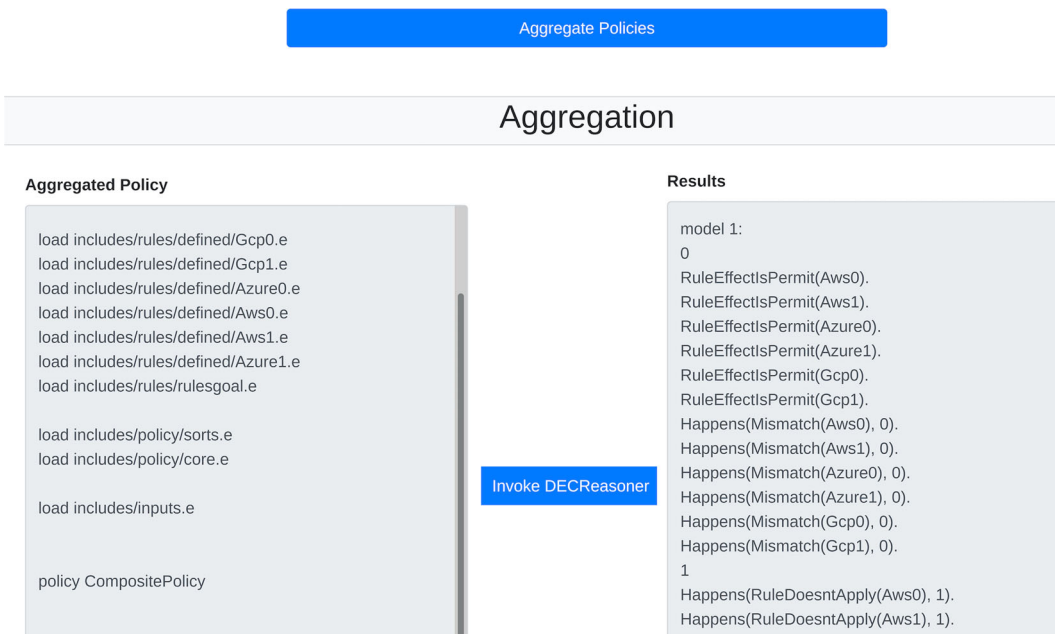 Aggregate Policies
Aggregation
Aggregated Policy
load includes/rules/defined/Gcp0.e
load includes/rules/defined/Gcp1.e
load includes/rules/defined/Azure0.e
load includes/rules/defined/Aws0.e
load includes/rules/defined/Aws1.e
load includes/rules/defined/Azure1.e
load includes/rules/rulesgoal.e
load includes/policy/sorts.e
load includes/policy/core.e
load includes/inputs.e
policy CompositePolicy
Invoke DECReasoner
Results
model 1:
0
RuleEffectIsPermit(Aws0).
RuleEffectIsPermit(Aws1).
RuleEffectIsPermit(Azure0).
RuleEffectIsPermit(Azure1).
RuleEffectIsPermit(Gcp0).
RuleEffectIsPermit(Gcp1).
Happens(Mismatch(Aws0), 0).
Happens(Mismatch(Aws1), 0).
Happens(Mismatch(Azure0), 0).
Happens(Mismatch(Azure1), 0).
Happens(Mismatch(Gcp0), 0).
Happens(Mismatch(Gcp1), 0).
1
Happens(RuleDoesntApply(Aws0), 1).
Happens(RuleDoesntApply(Aws1), 1).